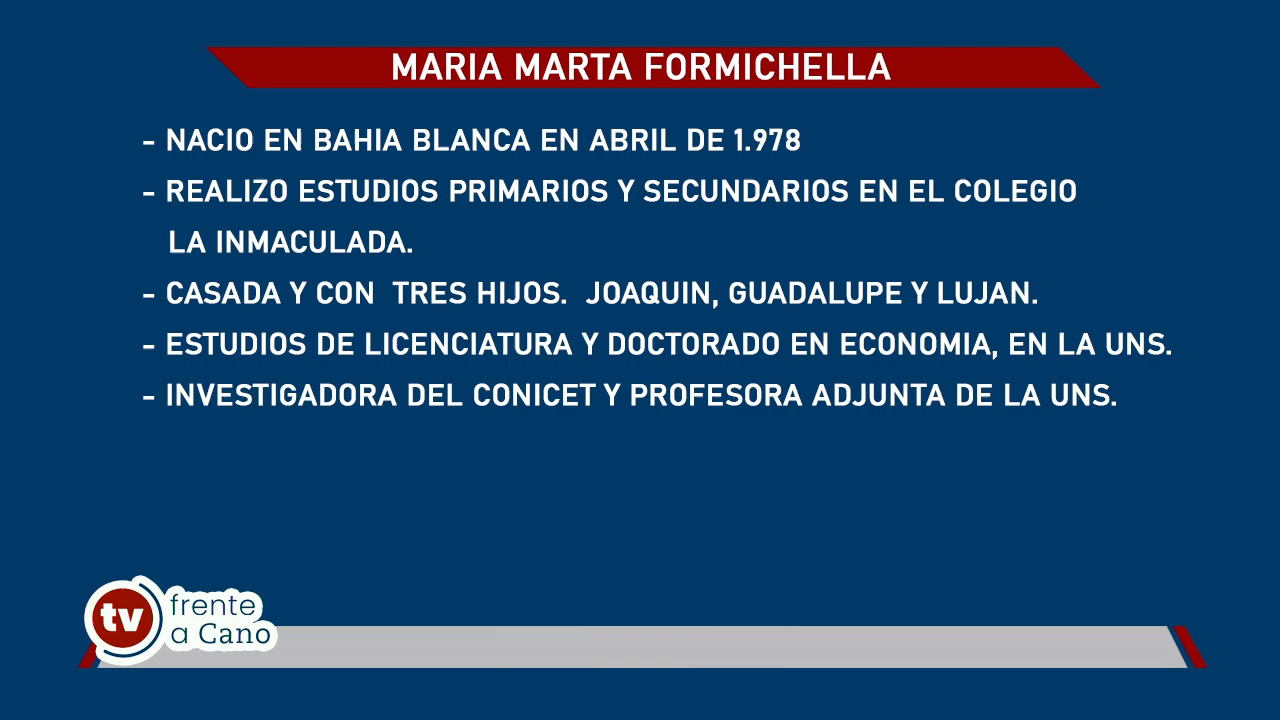 MARIA MARTA FORMICHELLA
- NACIO EN BAHIA BLANCA EN ABRIL DE 1.978
- REALIZO ESTUDIOS PRIMARIOS Y SECUNDARIOS EN EL COLEGIO
LA INMACULADA.
- CASADA Y CON  TRES HIJOS.  JOAQUIN, GUADALUPE Y LUJAN.
- ESTUDIOS DE LICENCIATURA Y DOCTORADO EN ECONOMIA, EN LA UNS.
- INVESTIGADORA DEL CONICET Y PROFESORA ADJUNTA DE LA UNS.
tv
frente
a Cano